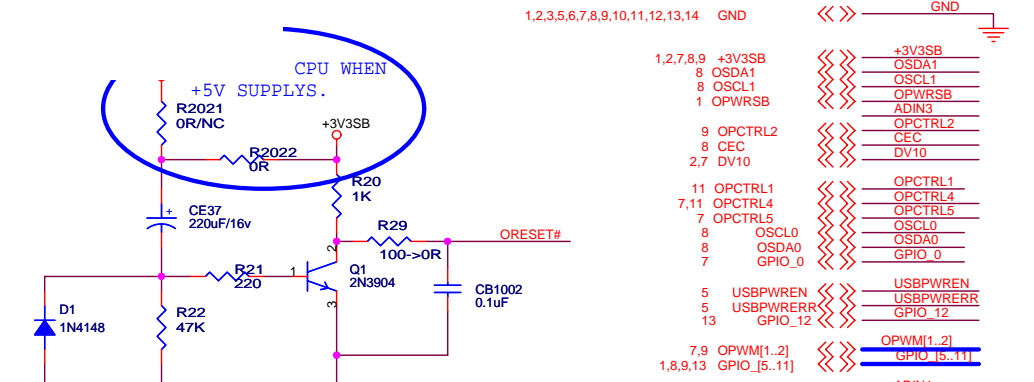 1,2,3,5,6,7,8,9,10,11,12,13,14 GND GND
CPU WHEN
+5V SUPPLYS.
R2021
0R/NC
+3V3SB
R2022
0R
R20
1K
CE37
+
220uF/16v
R29
100->0R
ORESET#
2
R21
220
1
Q1
2N3904
3
CB1002
0.1uF
D1
1N4148
R22
47K
1,2,7,8,9 +3V3SB +3V3SB
8 OSDA1 OSDA1
8 OSCL1 OSCL1
1 OPWRSB OPWRSB
ADIN3
9 OPCTRL2 OPCTRL2
8 CEC CEC
2,7 DV10 DV10
11 OPCTRL1 OPCTRL1
7,11 OPCTRL4 OPCTRL4
7 OPCTRL5 OPCTRL5
8 OSCL0 OSCL0
8 OSDA0 OSDA0
7 GPIO_0 GPIO_0
5 USBPWREN USBPWREN
5 USBPWRERR USBPWRERR
13 GPIO_12 GPIO_12
7,9 OPWM[1..2] OPWM[1..2]
1,8,9,13 GPIO_[5..11] GPIO_[5..11]